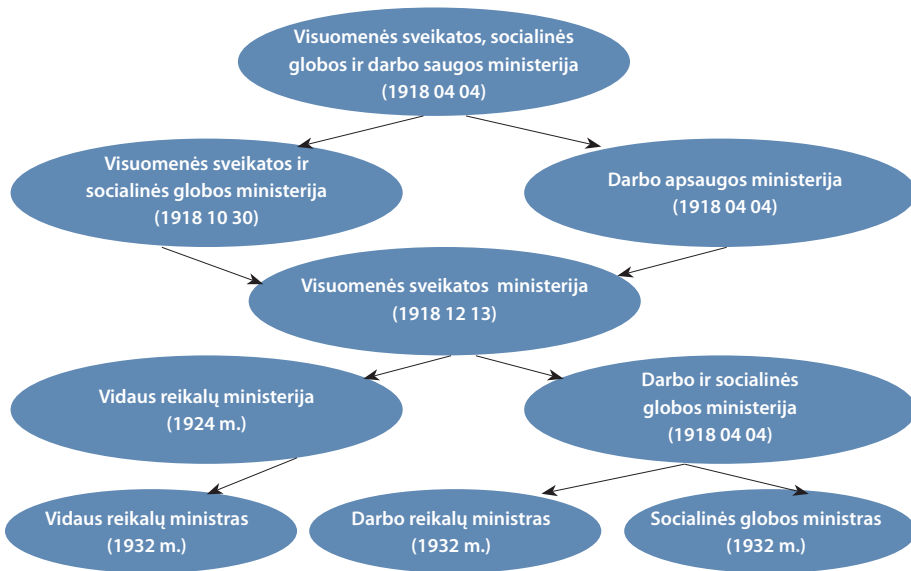 Visuomenės sveikatos, socialinės
globos ir darbo saugos ministerija
(1918 04 04)
Visuomenės sveikatos ir
socialinės globos ministerija
(1918 10 30)
Darbo apsaugos ministerija
(1918 04 04)
Visuomenės sveikatos ministerija
(1918 12 13)
Vidaus reikalų ministerija
(1924 m.)
Darbo ir socialinės
globos ministerija
(1918 04 04)
Vidaus reikalų ministras
(1932 m.)
Darbo reikalų ministras
(1932 m.)
Socialinės globos ministras
(1932 m.)